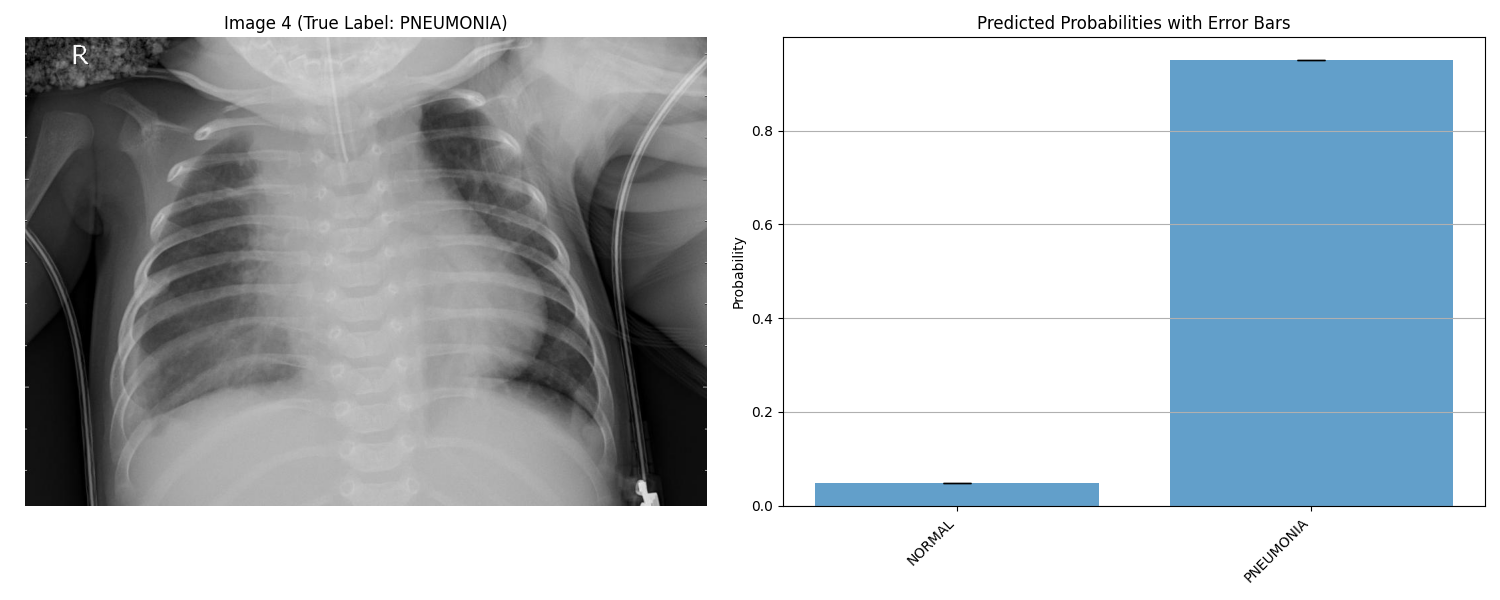 Image 4 (True Label: PNEUMONIA)
R
Predicted Probabilities with Error Bars
Probability
0.8
0.6
0.4
0.2
0.0
NORMAL
PNEUMONIA